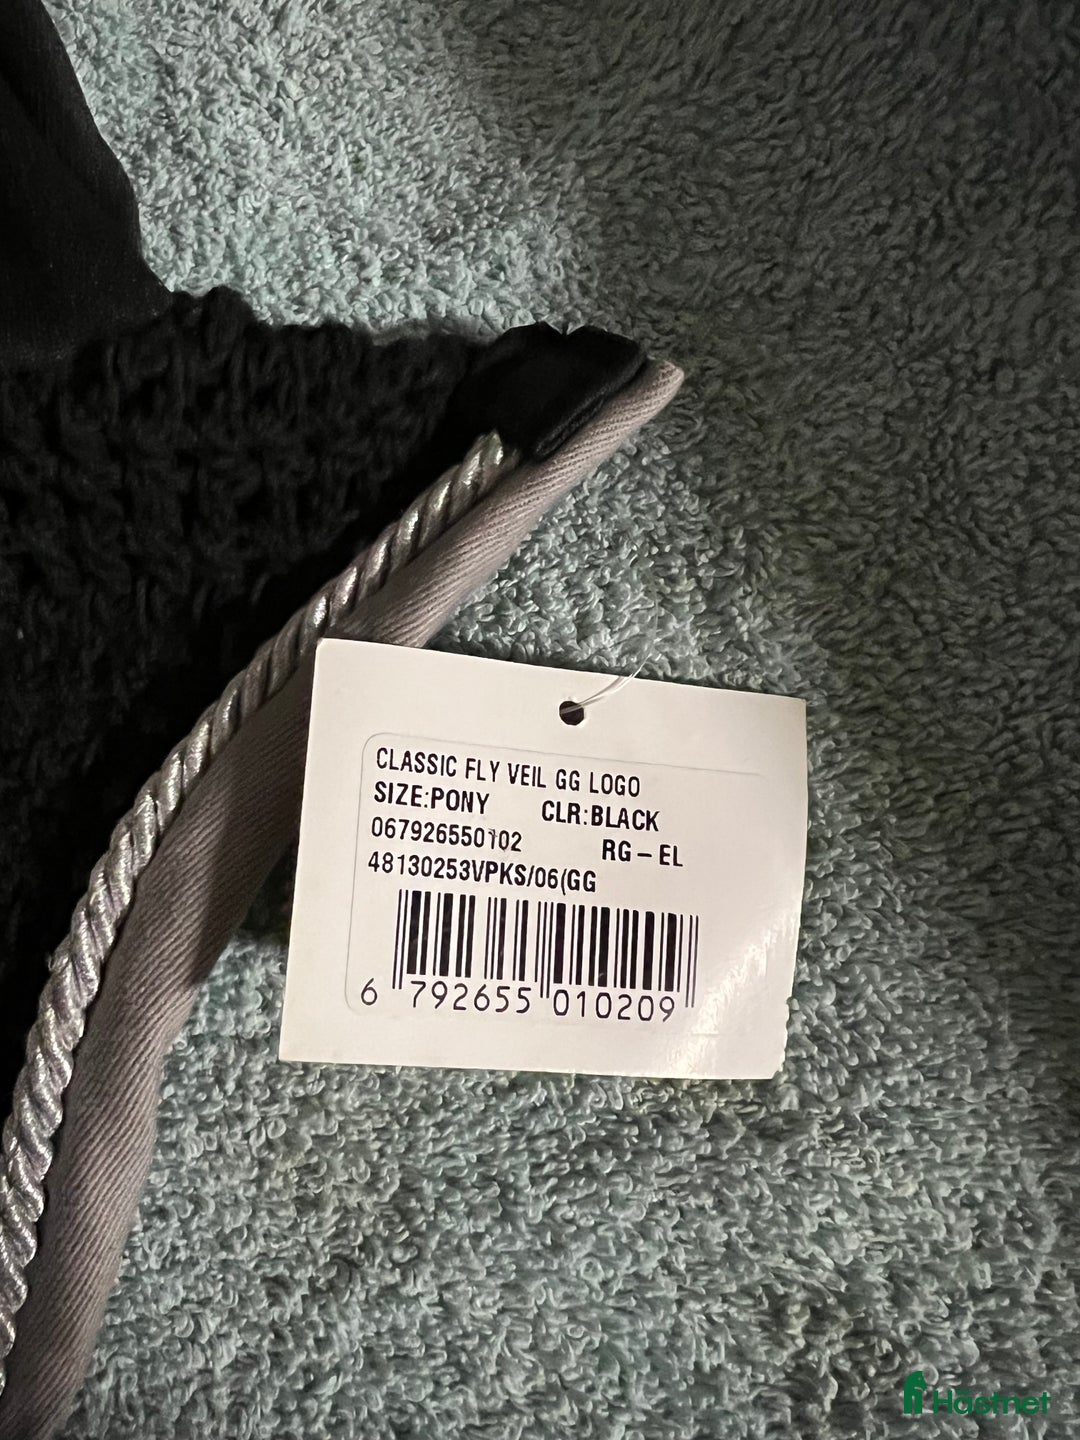 CLASSIC FLY VEIL GG LOGO
SIZE:PONY CLR:BLACK
067926550102 RG-EL
48130253VPKS/06(GG
6 792655 010209
Hästnet